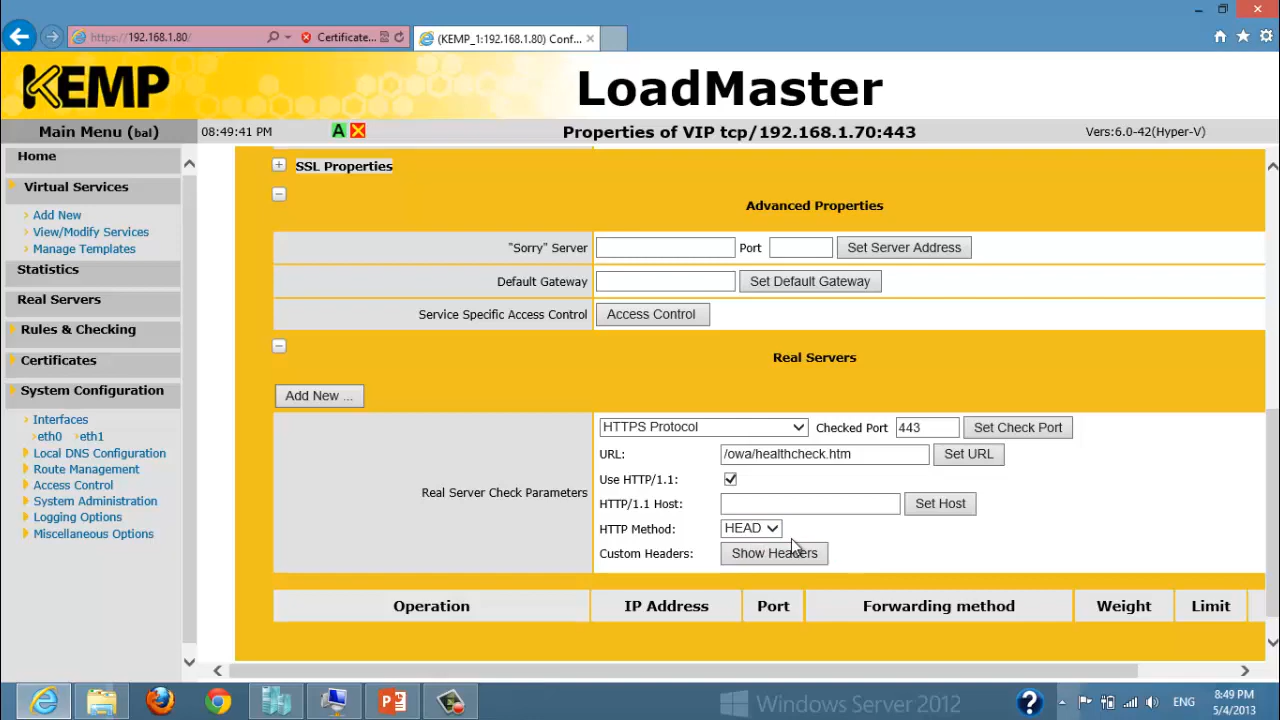 https://192.168.1.80/
Certificate...
(KEMP_1:192.168.1.80) Conf...
KEMP
LoadMaster
Main Menu (bal)
08:49:41 PM
A
Properties of VIP tcp/192.168.1.70:443
Vers:6.0-42(Hyper-V)
Home
Virtual Services
Add New
View/Modify Services
Manage Templates
Statistics
Real Servers
Rules & Checking
Certificates
System Configuration
Interfaces
eth0 eth1
Local DNS Configuration
Route Management
Access Control
System Administration
Logging Options
Miscellaneous Options
SSL Properties
Advanced Properties
"Sorry" Server Port Set Server Address
Default Gateway Set Default Gateway
Service Specific Access Control Access Control
Real Servers
Add New ...
Real Server Check Parameters
HTTPS Protocol Checked Port 443 Set Check Port
URL: /owa/healthcheck.htm Set URL
Use HTTP/1.1:
HTTP/1.1 Host: Set Host
HTTP Method: HEAD
Custom Headers: Show Headers
Operation IP Address Port Forwarding method Weight Limit
Windows Server 2012
ENG
8:49 PM
5/4/2013